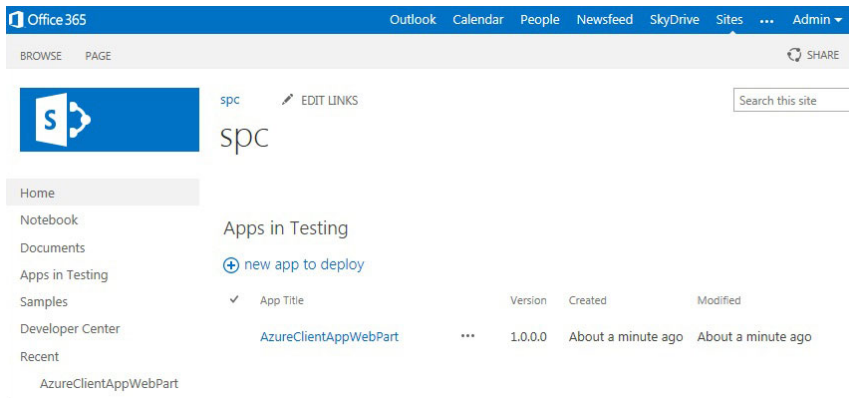 Office 365
Outlook Calendar People Newsfeed SkyDrive Sites ••• Admin
BROWSE PAGE SHARE
S
spc EDIT LINKS
Search this site
spc
Home
Notebook
Documents
Apps in Testing
Samples
Developer Center
Recent
AzureClientAppWebPart
Apps in Testing
new app to deploy
App Title Version Created Modified
AzureClientAppWebPart ••• 1.0.0.0 About a minute ago About a minute ago